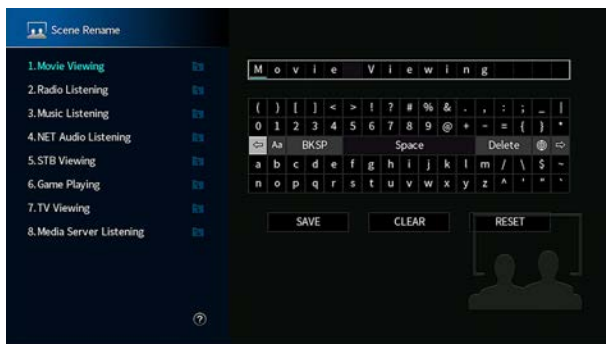 Scene Rename
1.Movie Viewing
2.Radio Listening
3.Music Listening
4.NET Audio Listening
5.STB Viewing
6.Game Playing
7.TV Viewing
8.Media Server Listening
Movie Viewing
( ) [ ] < > ! ? # % & . , : ; _ |
0 1 2 3 4 5 6 7 8 9 @ + - = { } *
Aa BKSP Space Delete
a b c d e f g h i j k l m / \ $ ~
n o p q r s t u v w x y z ^ ' " `
SAVE CLEAR RESET
?